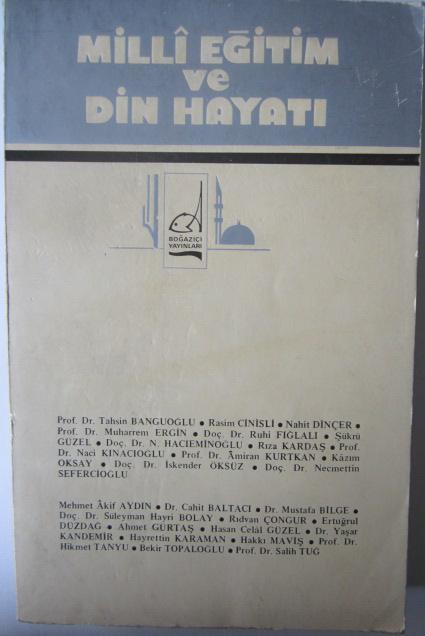 MİLLÎ EĞİTİM
ve
DİN HAYATI
BOĞAZİÇİ
YAYINLARI
Prof. Dr. Tahsin BANGUOĞLU • Rasim CİNİSLİ • Nahit DİNÇER •
Prof. Dr. Muharrem ERGİN • Doç. Dr. Ruhi FIĞLALI • Şükrü
GÜZEL • Doç. Dr. N. HACIEMİNOĞLU • Rıza KARDAŞ • Prof.
Dr. Naci KINACIOGLU • Prof. Dr. Âmiran KURTKAN • Kâzım
OKSAY • Doç. Dr. İskender ÖKSÜZ • Doç. Dr. Necmettin
SEFERCİOGLU
Mehmet Âkif AYDIN • Dr. Cahit BALTACI • Dr. Mustafa BİLGE •
Doç. Dr. Süleyman Hayri BOLAY • Rıdvan ÇONGUR • Ertuğrul
DÜZDAĞ • Ahmet GÜRTAŞ • Hasan Celâl GÜZEL • Dr. Yaşar
KANDEMİR • Hayrettin KARAMAN • Hakkı MAVİŞ • Prof. Dr.
Hikmet TANYU • Bekir TOPALOĞLU • Prof. Dr. Salih TUĞ